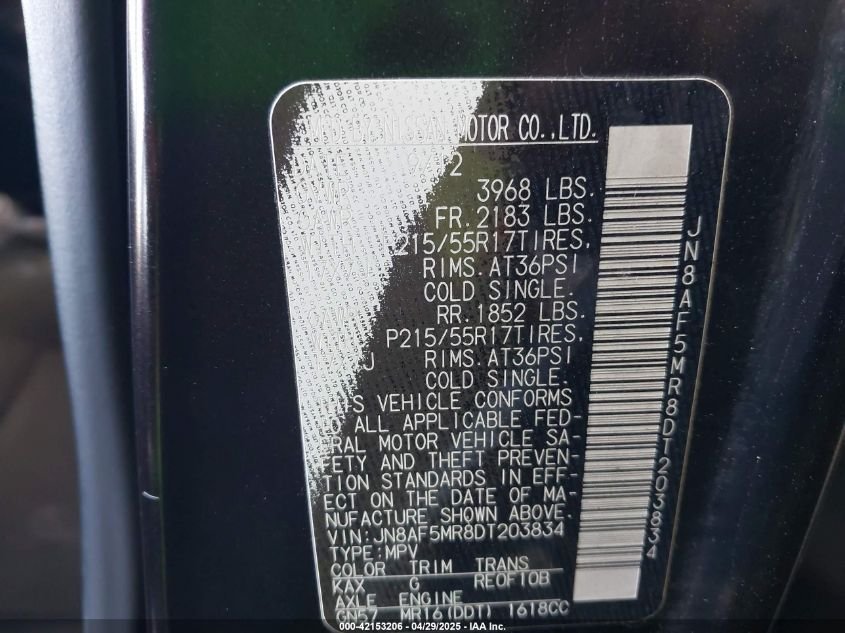 MOTOR CO.,LTD.
3968 LBS.
FR. 2183 LBS.
P215/55R17TIRES,
RIMS. AT36PSI
COLD SINGLE.
RR. 1852 LBS.
P215/55R17TIRES,
J RIMS. AT36PSI
COLD SINGLE.
VEHICLE CONFORMS
ALL APPLICABLE FED-
ERAL MOTOR VEHICLE SA-
FETY AND THEFT PREVEN-
TION STANDARDS IN EFF-
ECT ON THE DATE OF MA-
NUFACTURE SHOWN ABOVE.
VIN:JN8AF5MR8DT203834
TYPE:MPV
COLOR TRIM TRANS
KAX G RE0F10B
AXLE ENGINE
GN57 MR16(DDT) 1618CC
JN8AF5MR8DT203834
000-42153206 - 04/29/2025 - IAA Inc.